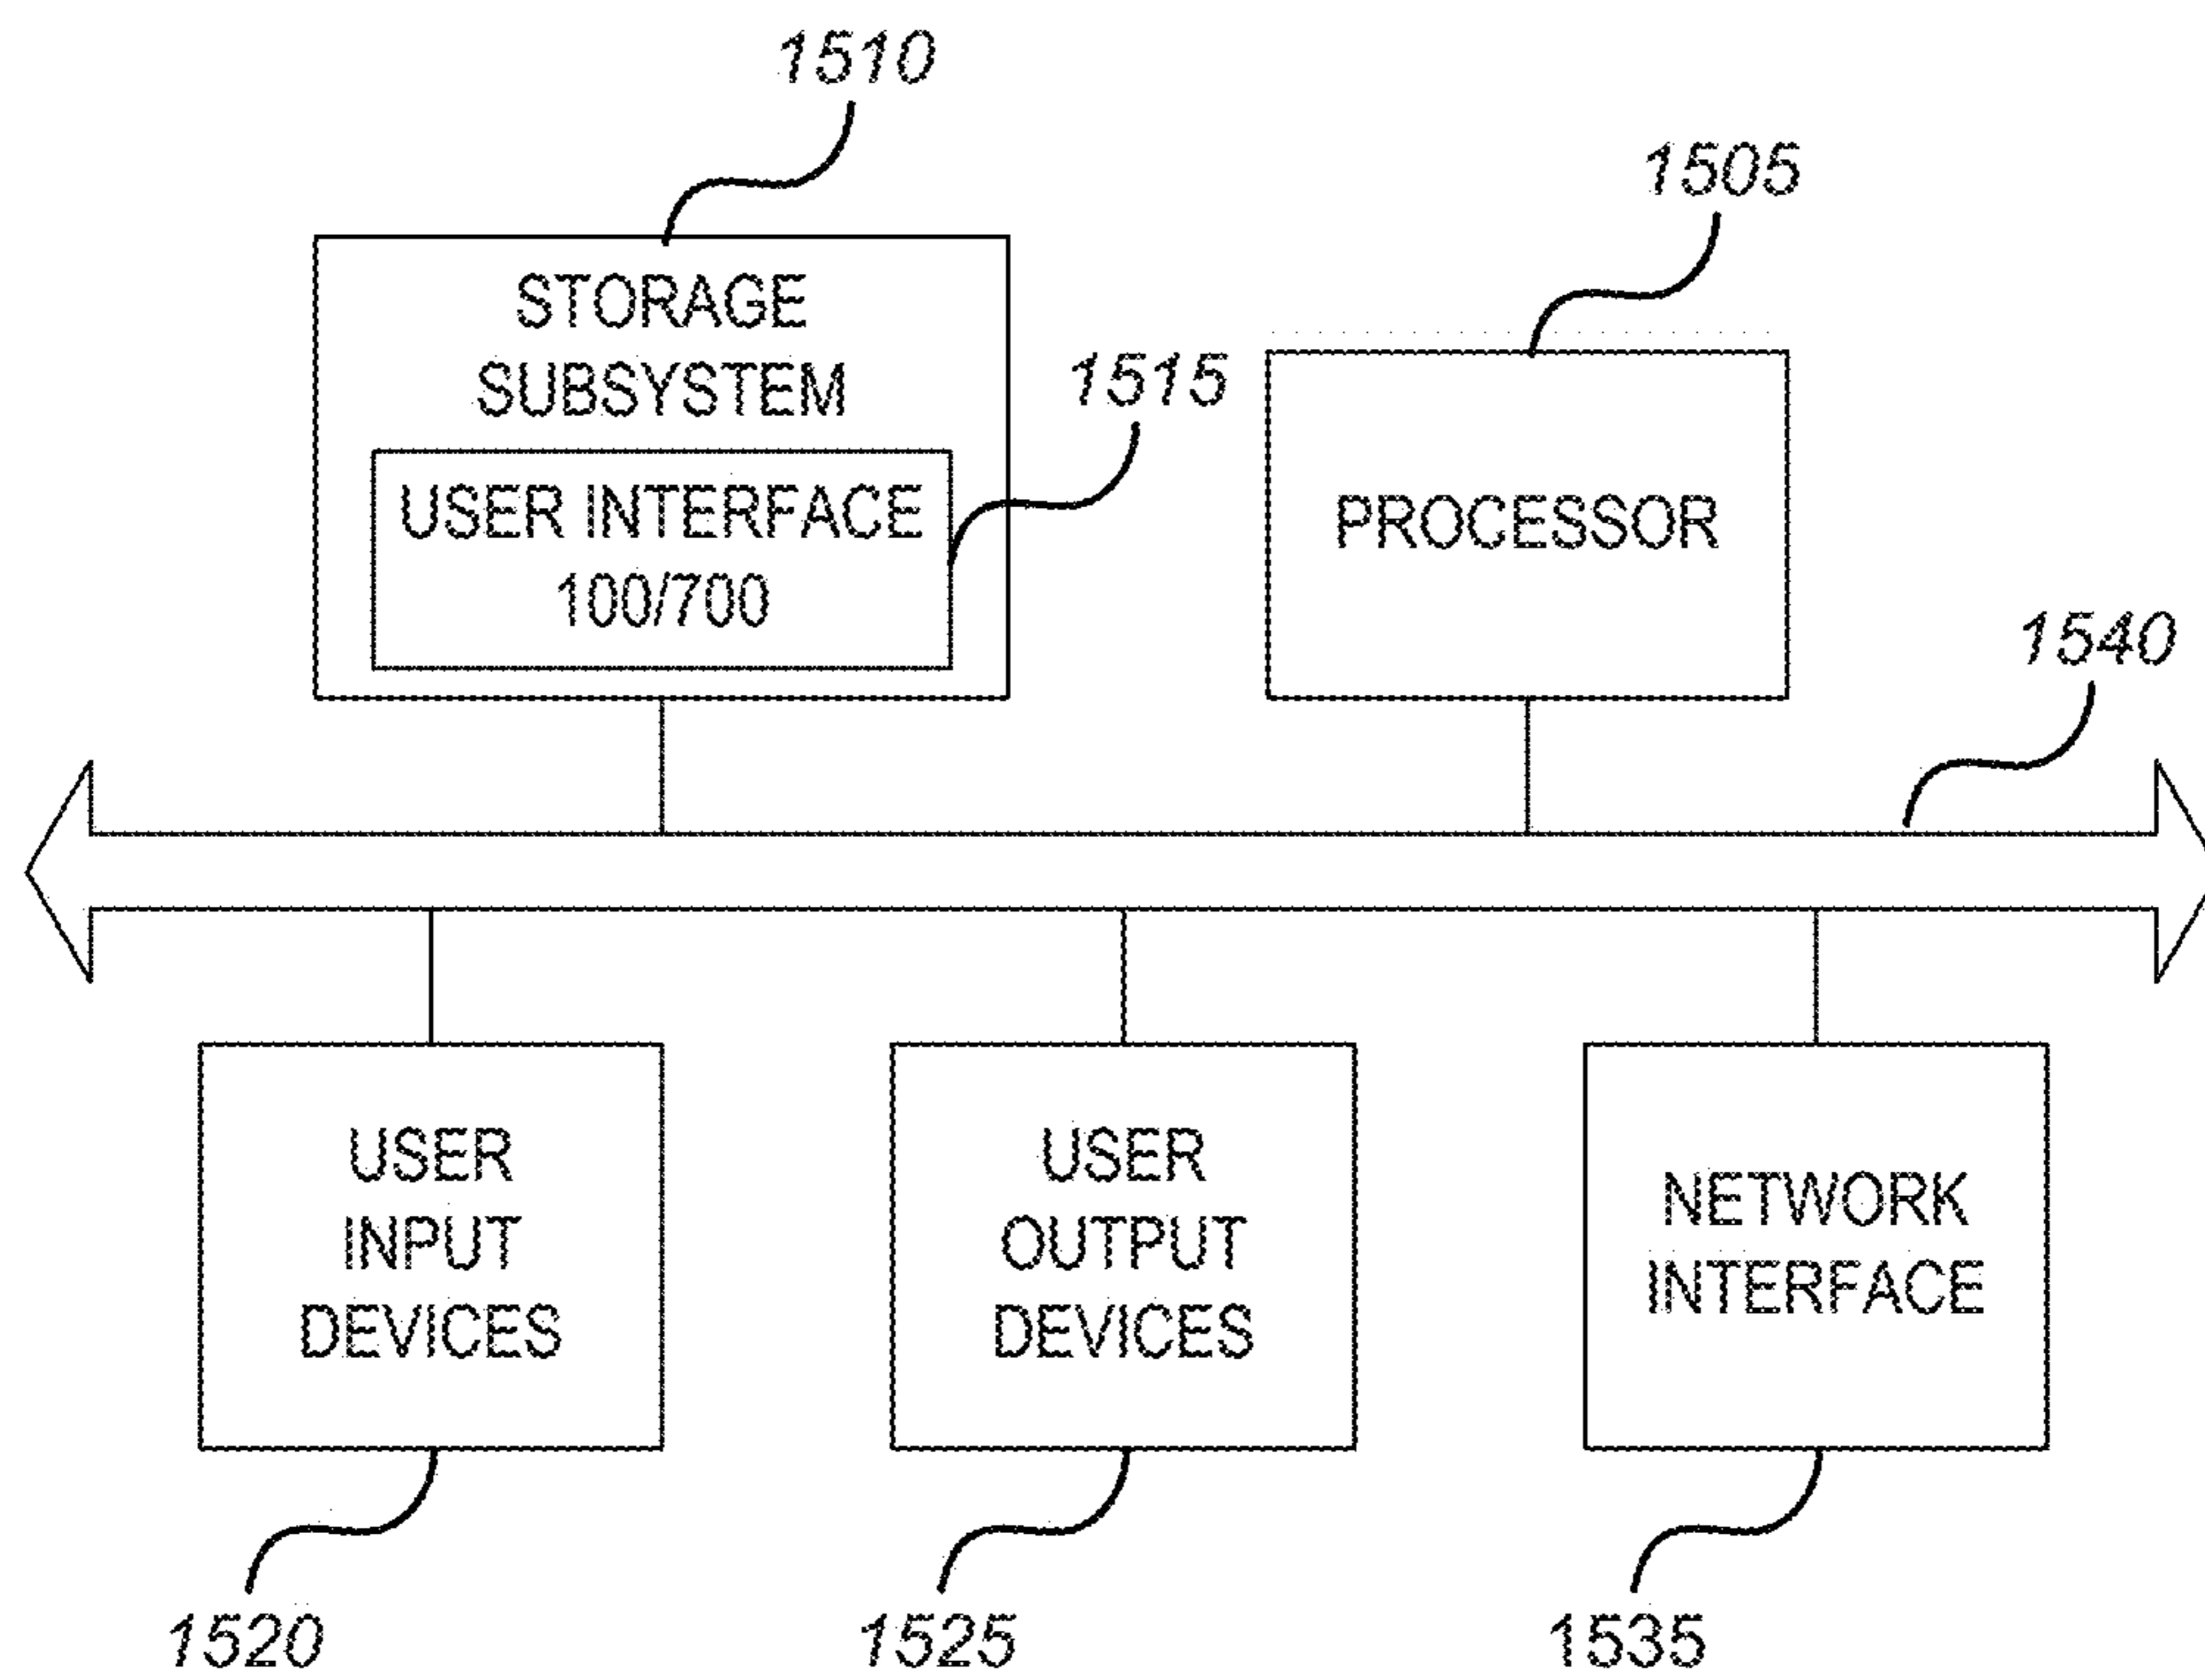 1510
1505
STORAGE
SUBSYSTEM
1515
USER INTERFACE
100/700
PROCESSOR
1540
USER
INPUT
DEVICES
USER
OUTPUT
DEVICES
NETWORK
INTERFACE
1520
1525
1535